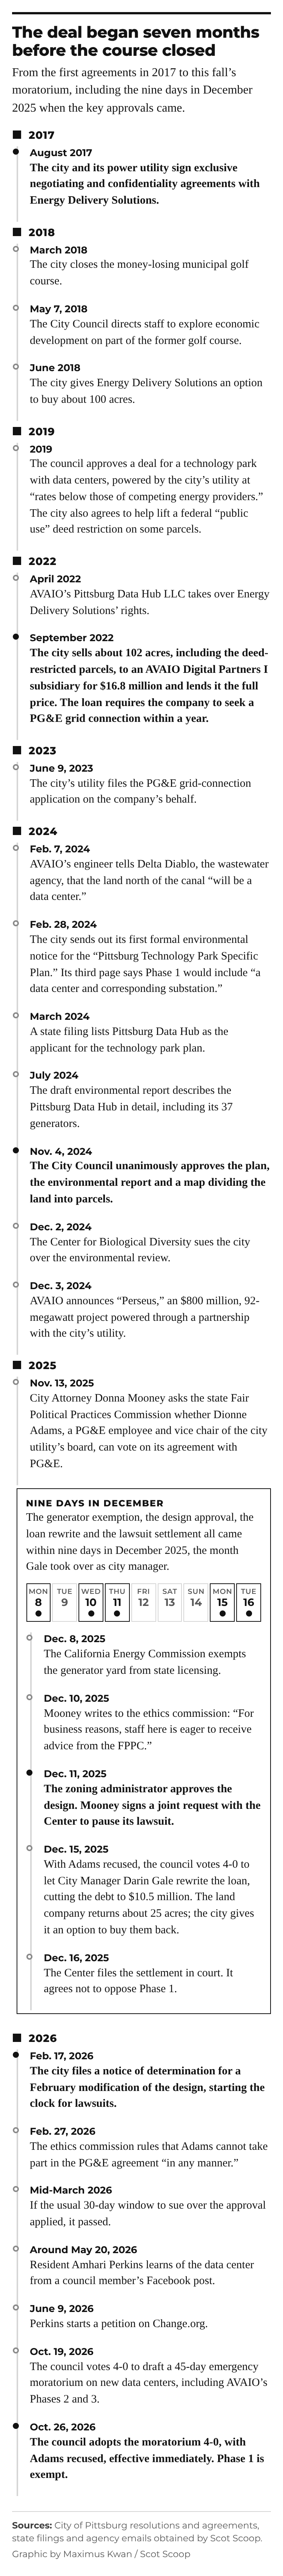 The deal began seven months
before the course closed
From the first agreements in 2017 to this fall’s
moratorium, including the nine days in December
2025 when the key approvals came.
2017
August 2017
The city and its power utility sign exclusive
negotiating and confidentiality agreements with
Energy Delivery Solutions.
2018
March 2018
The city closes the money-losing municipal golf
course.
May 7, 2018
The City Council directs staff to explore economic
development on part of the former golf course.
June 2018
The city gives Energy Delivery Solutions an option
to buy about 100 acres.
2019
2019
The council approves a deal for a technology park
with data centers, powered by the city’s utility at
“rates below those of competing energy providers.”
The city also agrees to help lift a federal “public
use” deed restriction on some parcels.
2022
April 2022
AVAIO’s Pittsburg Data Hub LLC takes over Energy
Delivery Solutions’ rights.
September 2022
The city sells about 102 acres, including the deed-
restricted parcels, to an AVAIO Digital Partners I
subsidiary for $16.8 million and lends it the full
price. The loan requires the company to seek a
PG&E grid connection within a year.
2023
June 9, 2023
The city’s utility files the PG&E grid-connection
application on the company’s behalf.
2024
Feb. 7, 2024
AVAIO’s engineer tells Delta Diablo, the wastewater
agency, that the land north of the canal “will be a
data center.”
Feb. 28, 2024
The city sends out its first formal environmental
notice for the “Pittsburg Technology Park Specific
Plan.” Its third page says Phase 1 would include “a
data center and corresponding substation.”
March 2024
A state filing lists Pittsburg Data Hub as the
applicant for the technology park plan.
July 2024
The draft environmental report describes the
Pittsburg Data Hub in detail, including its 37
generators.
Nov. 4, 2024
The City Council unanimously approves the plan,
the environmental report and a map dividing the
land into parcels.
Dec. 2, 2024
The Center for Biological Diversity sues the city
over the environmental review.
Dec. 3, 2024
AVAIO announces “Perseus,” an $800 million, 92-
megawatt project powered through a partnership
with the city’s utility.
2025
Nov. 13, 2025
City Attorney Donna Mooney asks the state Fair
Political Practices Commission whether Dionne
Adams, a PG&E employee and vice chair of the city
utility’s board, can vote on its agreement with
PG&E.
NINE DAYS IN DECEMBER
The generator exemption, the design approval, the
loan rewrite and the lawsuit settlement all came
within nine days in December 2025, the month
Gale took over as city manager.
MON TUE WED THU FRI SAT SUN MON TUE
8 9 10 11 12 13 14 15 16
Dec. 8, 2025
The California Energy Commission exempts
the generator yard from state licensing.
Dec. 10, 2025
Mooney writes to the ethics commission: “For
business reasons, staff here is eager to receive
advice from the FPPC.”
Dec. 11, 2025
The zoning administrator approves the
design. Mooney signs a joint request with the
Center to pause its lawsuit.
Dec. 15, 2025
With Adams recused, the council votes 4-0 to
let City Manager Darin Gale rewrite the loan,
cutting the debt to $10.5 million. The land
company returns about 25 acres; the city gives
it an option to buy them back.
Dec. 16, 2025
The Center files the settlement in court. It
agrees not to oppose Phase 1.
2026
Feb. 17, 2026
The city files a notice of determination for a
February modification of the design, starting the
clock for lawsuits.
Feb. 27, 2026
The ethics commission rules that Adams cannot take
part in the PG&E agreement “in any manner.”
Mid-March 2026
If the usual 30-day window to sue over the approval
applied, it passed.
Around May 20, 2026
Resident Amhari Perkins learns of the data center
from a council member’s Facebook post.
June 9, 2026
Perkins starts a petition on Change.org.
Oct. 19, 2026
The council votes 4-0 to draft a 45-day emergency
moratorium on new data centers, including AVAIO’s
Phases 2 and 3.
Oct. 26, 2026
The council adopts the moratorium 4-0, with
Adams recused, effective immediately. Phase 1 is
exempt.
Sources: City of Pittsburg resolutions and agreements,
state filings and agency emails obtained by Scot Scoop.
Graphic by Maximus Kwan / Scot Scoop